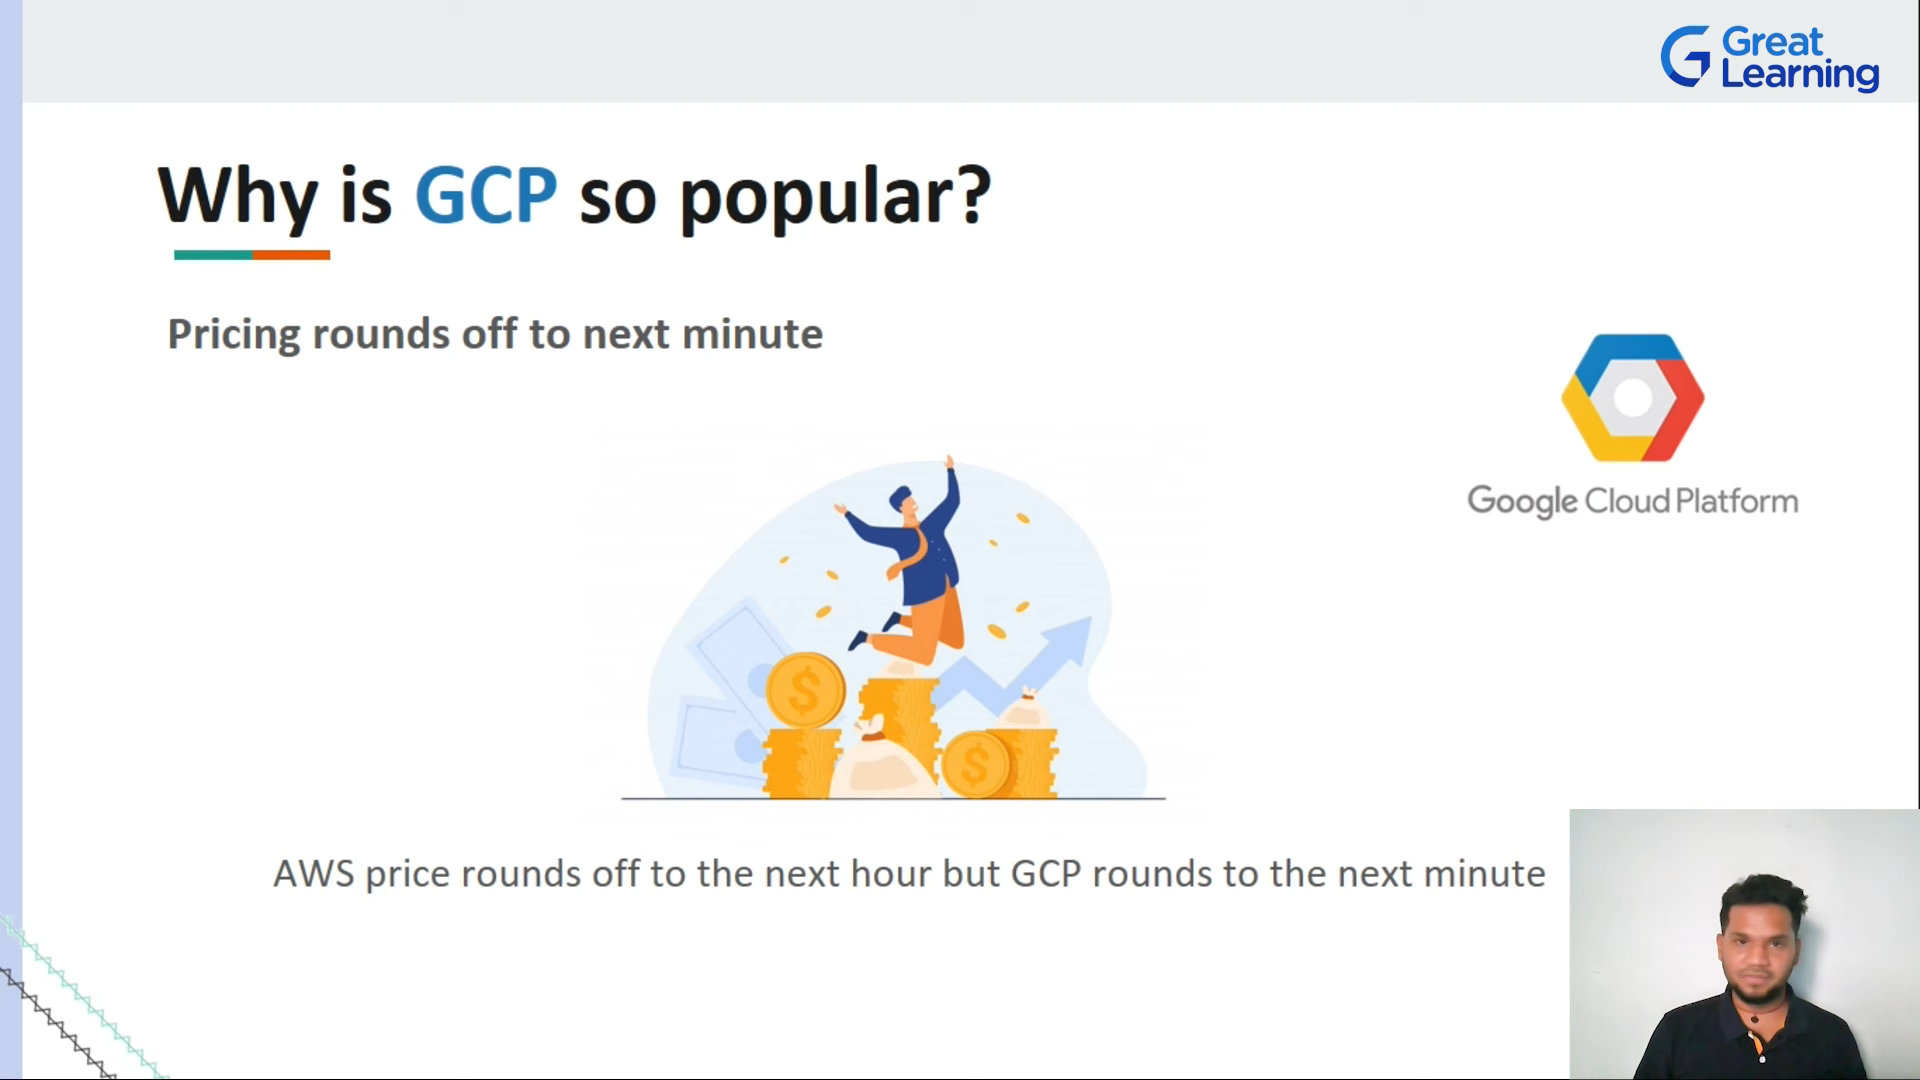 Great
Learning
Why is GCP so popular?
Pricing rounds off to next minute
Google Cloud Platform
$
$
AWS price rounds off to the next hour but GCP rounds to the next minute